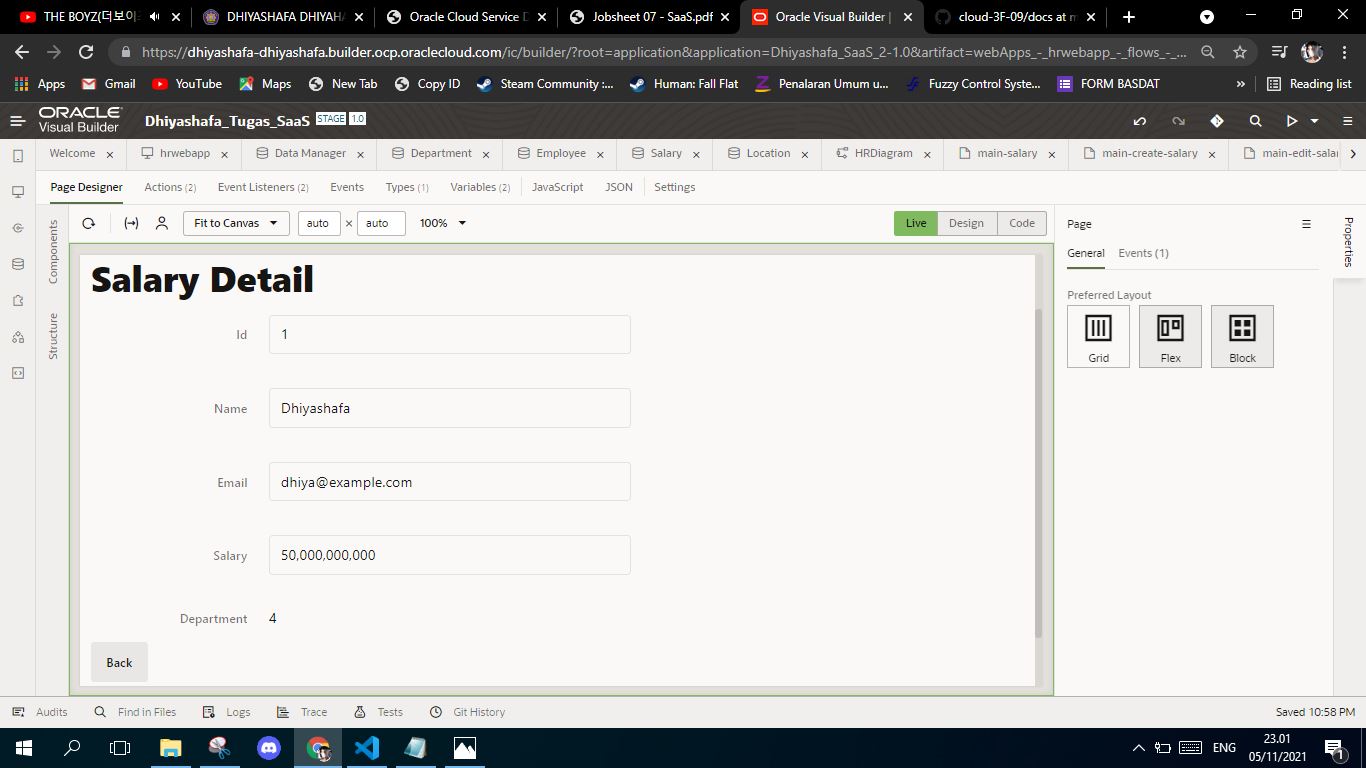 THE BOYZ(더보이
DHIYASHAFA DHIYAHA
Oracle Cloud Service D
Jobsheet 07 - SaaS.pdf
Oracle Visual Builder |
cloud-3F-09/docs at m
https://dhiyashafa-dhiyashafa.builder.ocp.oraclecloud.com/ic/builder/?root=application&application=Dhiyashafa_SaaS_2-1.0&artifact=webApps_-_hrwebapp_-_flows_-_...
Apps
Gmail
YouTube
Maps
New Tab
Copy ID
Steam Community :...
Human: Fall Flat
Penalaran Umum u...
Fuzzy Control Syste...
FORM BASDAT
»
Reading list
ORACLE
Visual Builder
Dhiyashafa_Tugas_SaaS STAGE 1.0
Welcome
hrwebapp
Data Manager
Department
Employee
Salary
Location
HRDiagram
main-salary
main-create-salary
main-edit-salar
Page Designer
Actions (2)
Event Listeners (2)
Events
Types (1)
Variables (2)
JavaScript
JSON
Settings
Components
Structure
Fit to Canvas
auto × auto
100%
Live
Design
Code
Page
General
Events (1)
Preferred Layout
Grid
Flex
Block
Properties
Salary Detail
Id 1
Name Dhiyashafa
Email dhiya@example.com
Salary 50,000,000,000
Department 4
Back
Audits
Find in Files
Logs
Trace
Tests
Git History
Saved 10:58 PM
ENG
23.01
05/11/2021
1